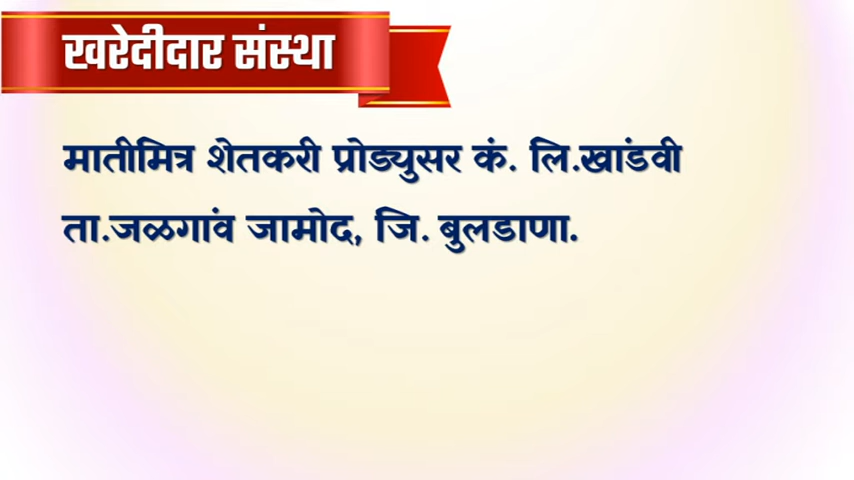 खरेदीदार संस्था
मातीमित्र शेतकरी प्रोड्युसर कं. लि.खांडवी
ता.जळगांव जामोद, जि. बुलडाणा.